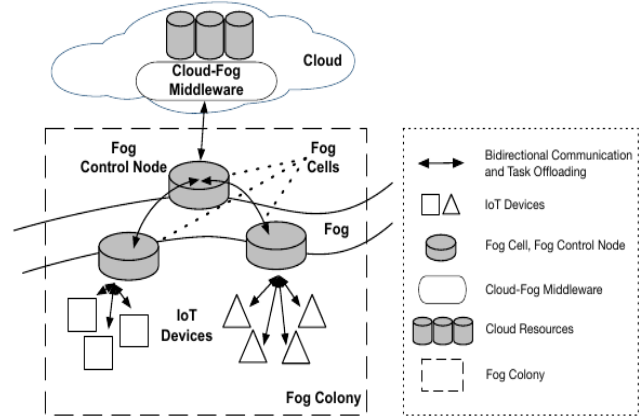 Cloud
Cloud-Fog
Middleware
Fog
Control Node
Fog
Cells
Fog
IoT
Devices
Fog Colony
Bidirectional Communication
and Task Offloading
IoT Devices
Fog Cell, Fog Control Node
Cloud-Fog Middleware
Cloud Resources
Fog Colony